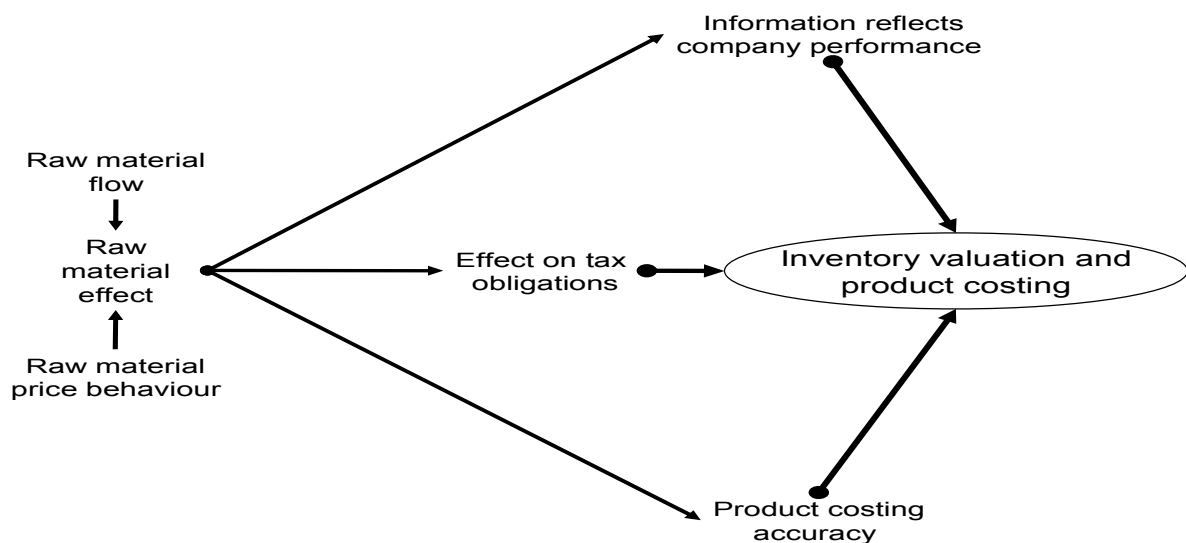 Information reflects
company performance
Raw material
flow
Raw
material
effect
Effect on tax
obligations
Inventory valuation and
product costing
Raw material
price behaviour
Product costing
accuracy